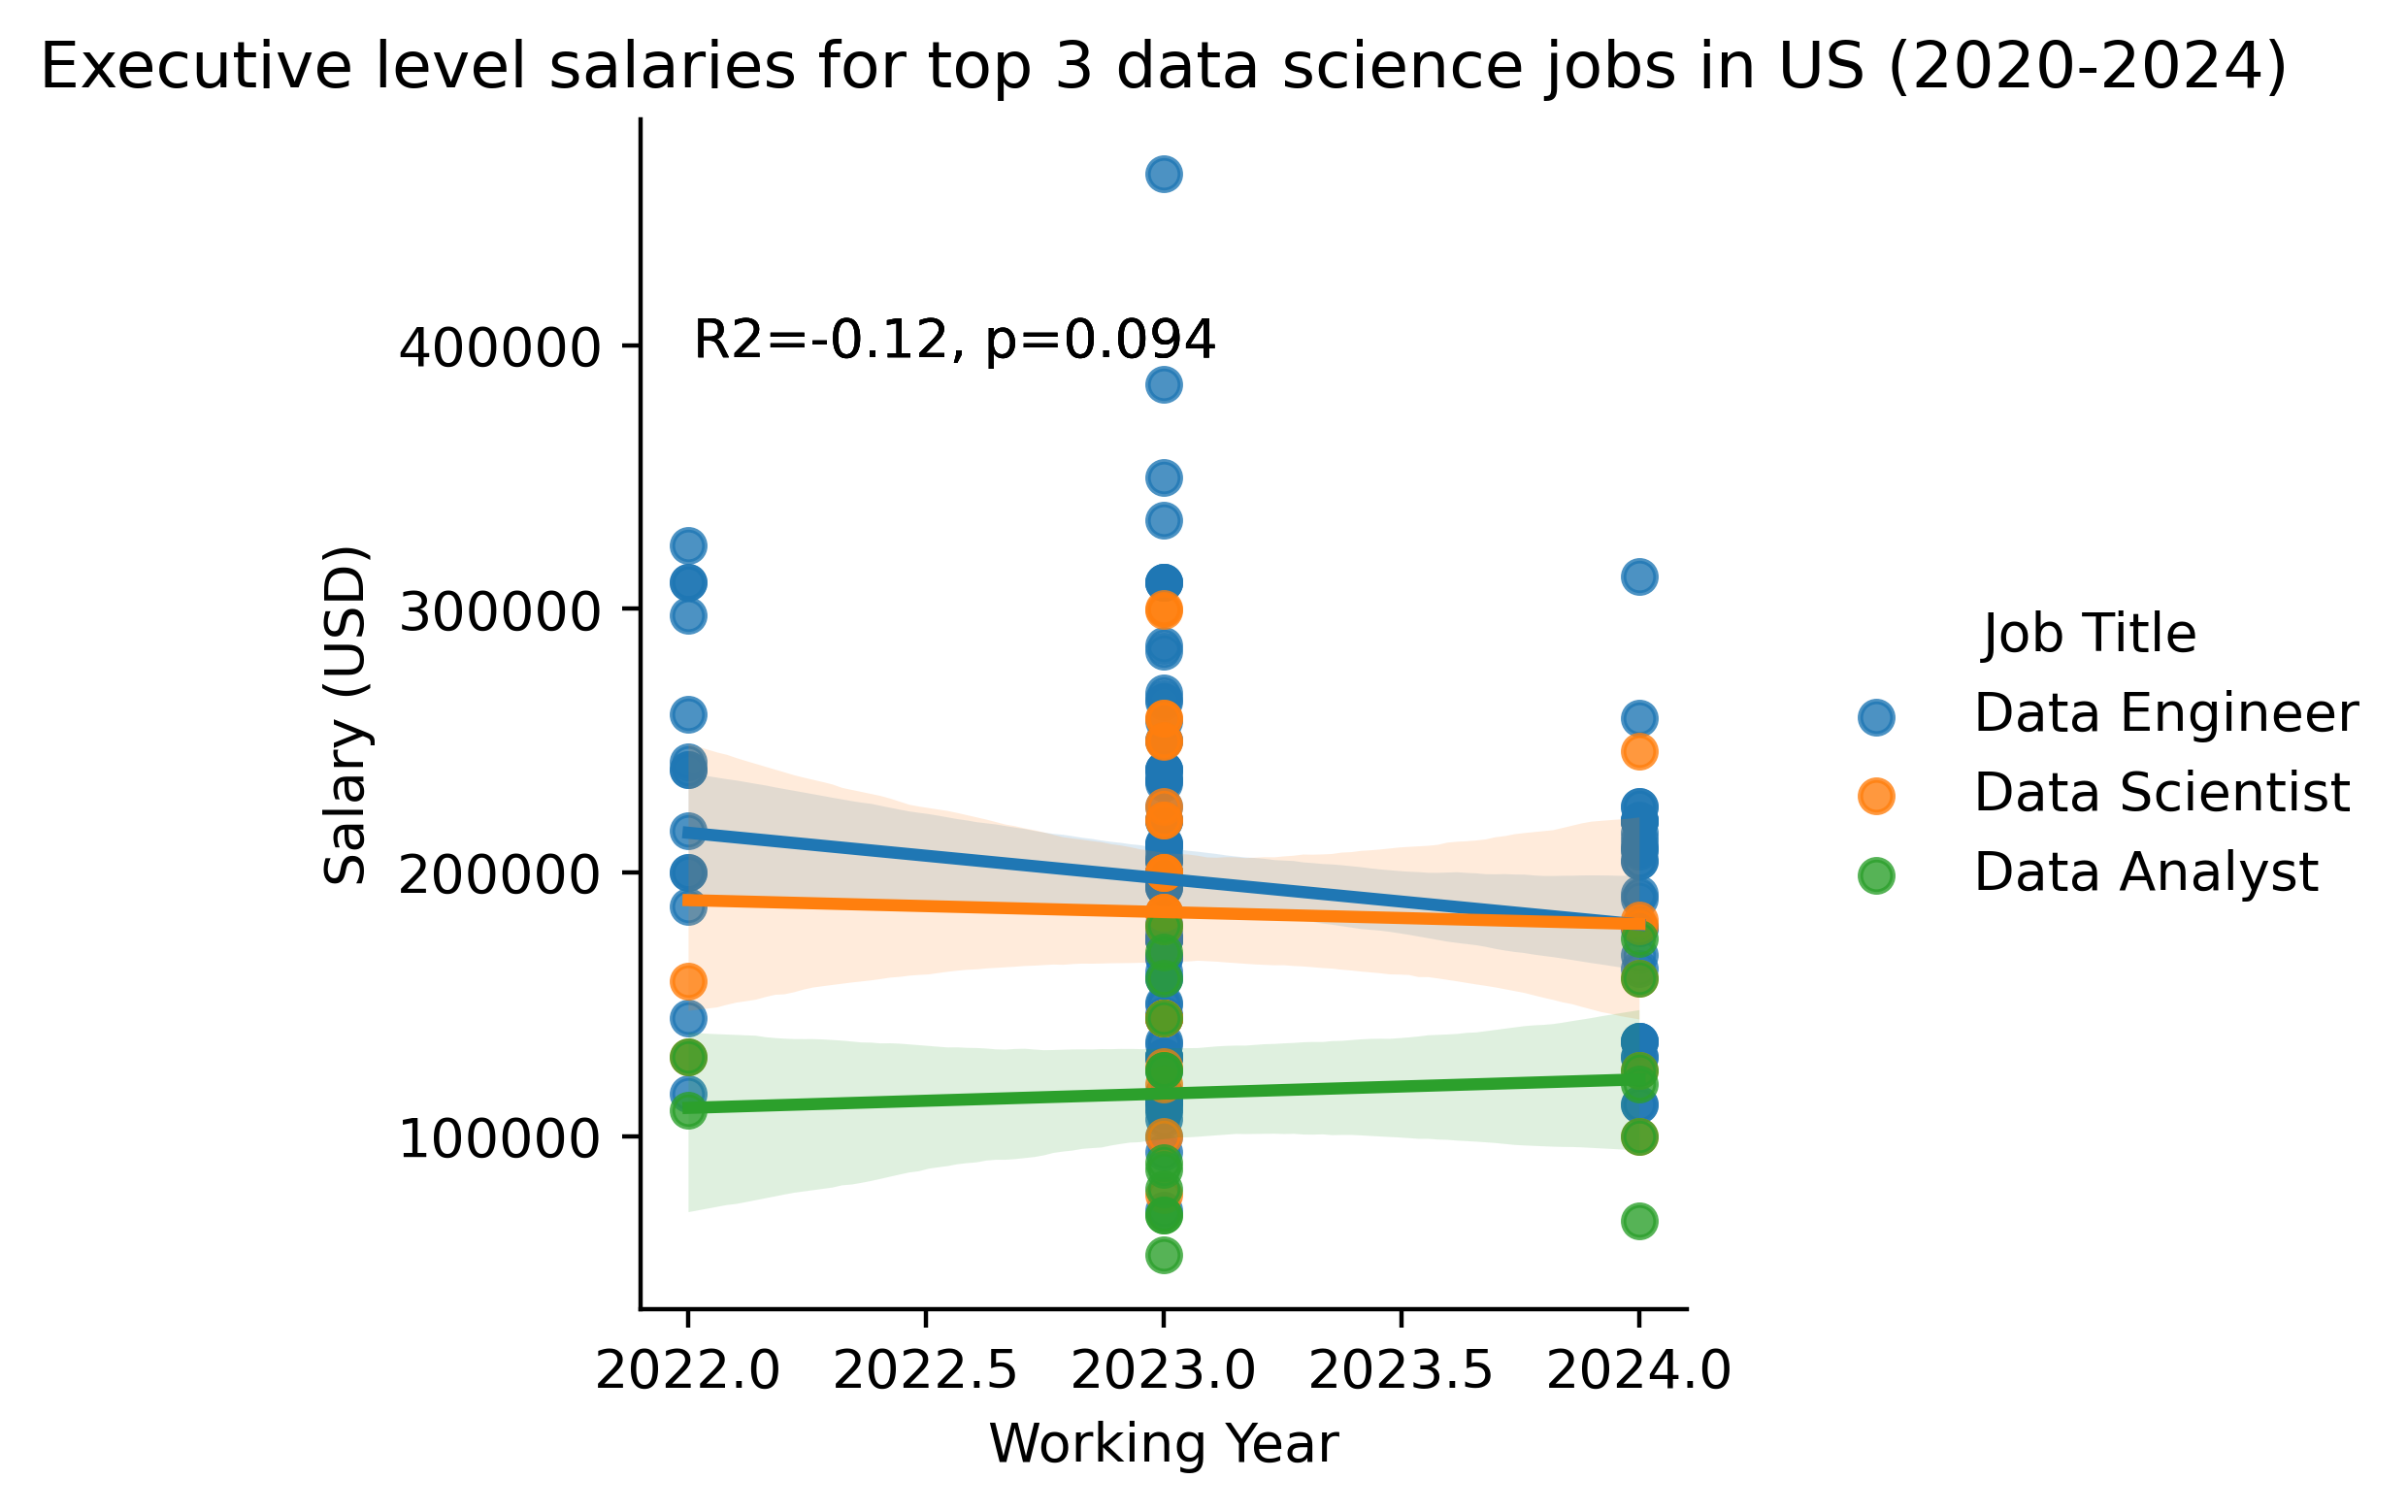 Executive level salaries for top 3 data science jobs in US (2020-2024)
R2=-0.12, p=0.094
400000
300000
200000
100000
Salary (USD)
2022.0 2022.5 2023.0 2023.5 2024.0
Working Year
Job Title
Data Engineer
Data Scientist
Data Analyst